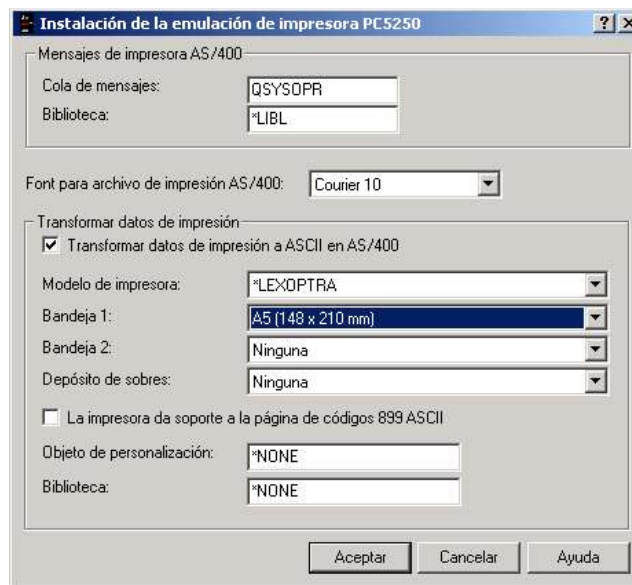 Instalación de la emulación de impresora PC5250
Mensajes de impresora AS/400
Cola de mensajes: QSYSOPR
Biblioteca: *LIBL
Font para archivo de impresión AS/400: Courier 10
Transformar datos de impresión
Transformar datos de impresión a ASCII en AS/400
Modelo de impresora: *LEXOPTRA
Bandeja 1: A5 (148 x 210 mm)
Bandeja 2: Ninguna
Depósito de sobres: Ninguna
La impresora da soporte a la página de códigos 899 ASCII
Objeto de personalización: *NONE
Biblioteca: *NONE
Aceptar Cancelar Ayuda